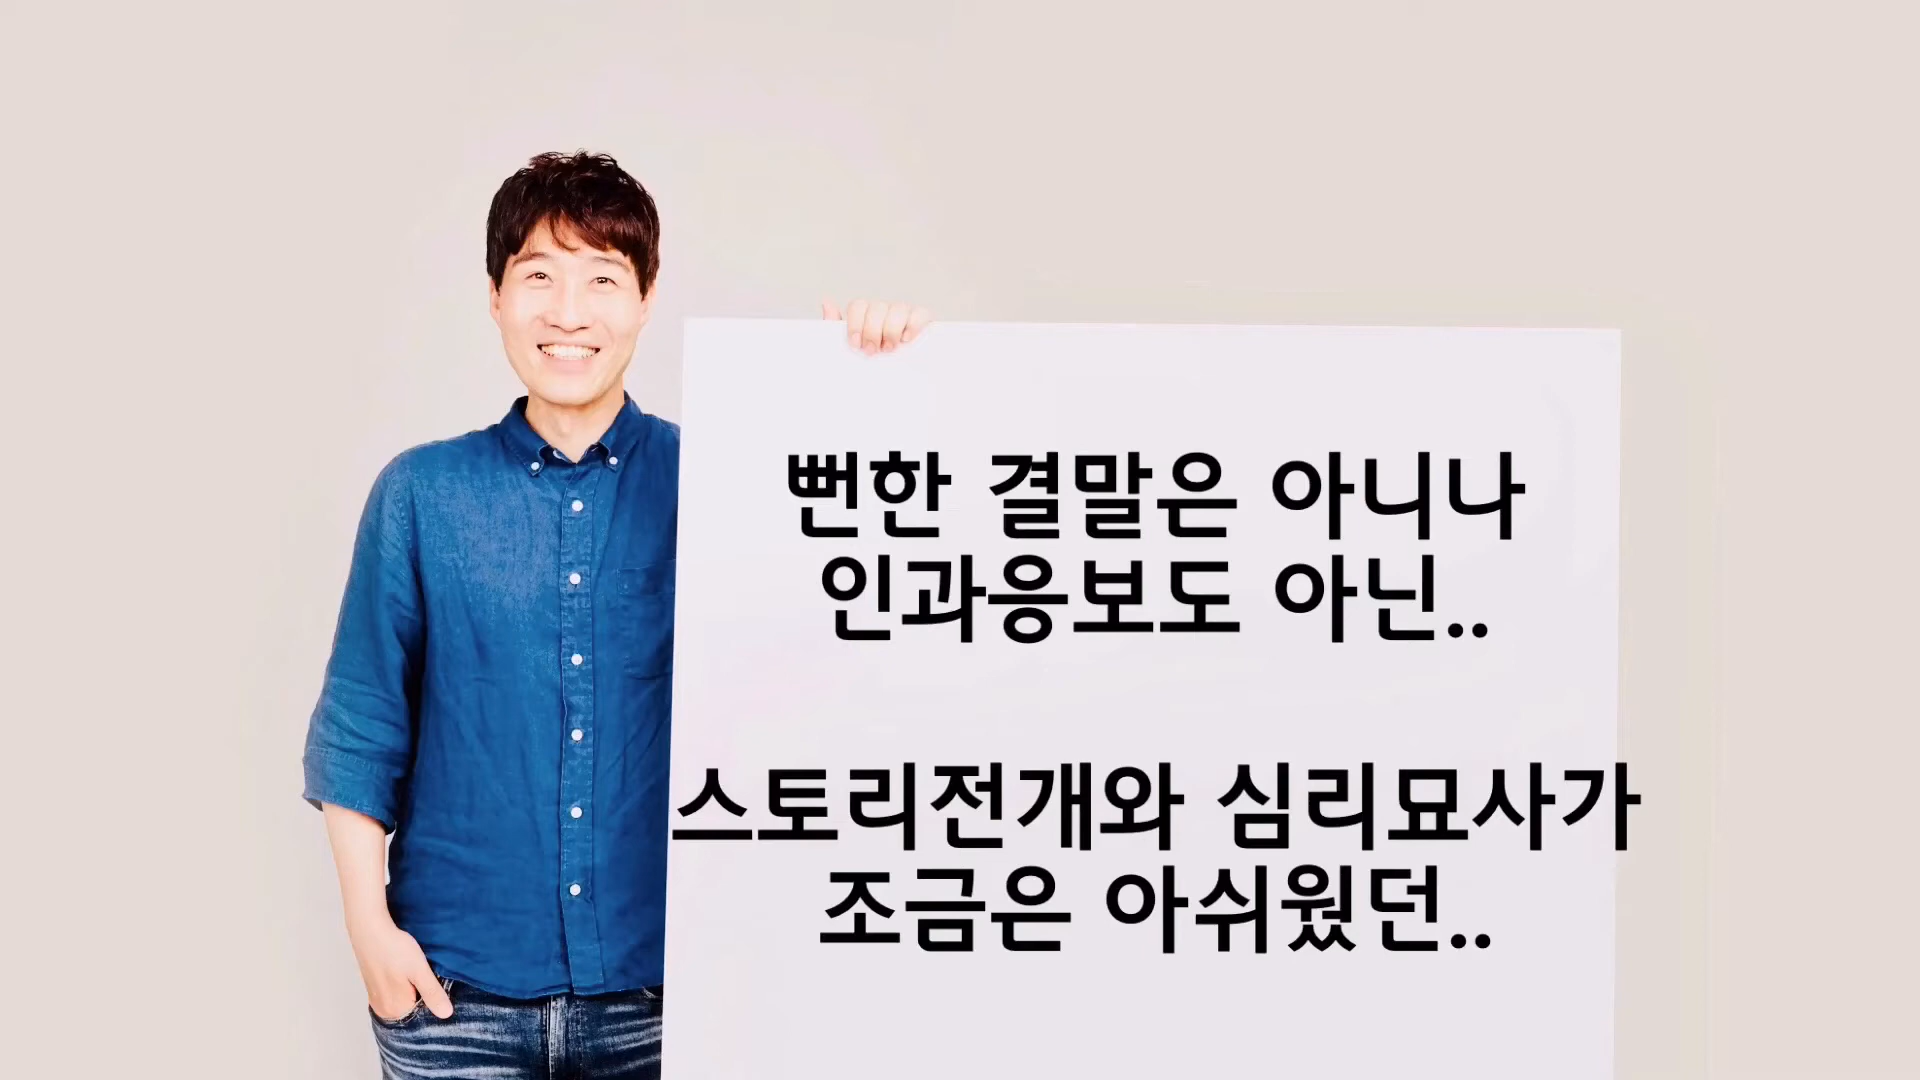 뻔한 결말은 아니나
인과응보도 아닌..
스토리전개와 심리묘사가
조금은 아쉬웠던..